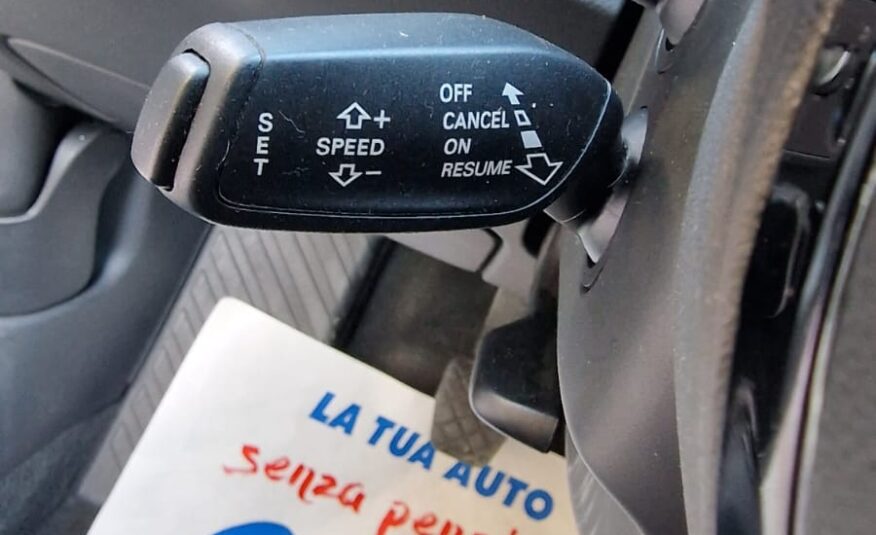 SET
+
SPEED
-
OFF
CANCEL
ON
RESUME
LA TUA AUTO
senza